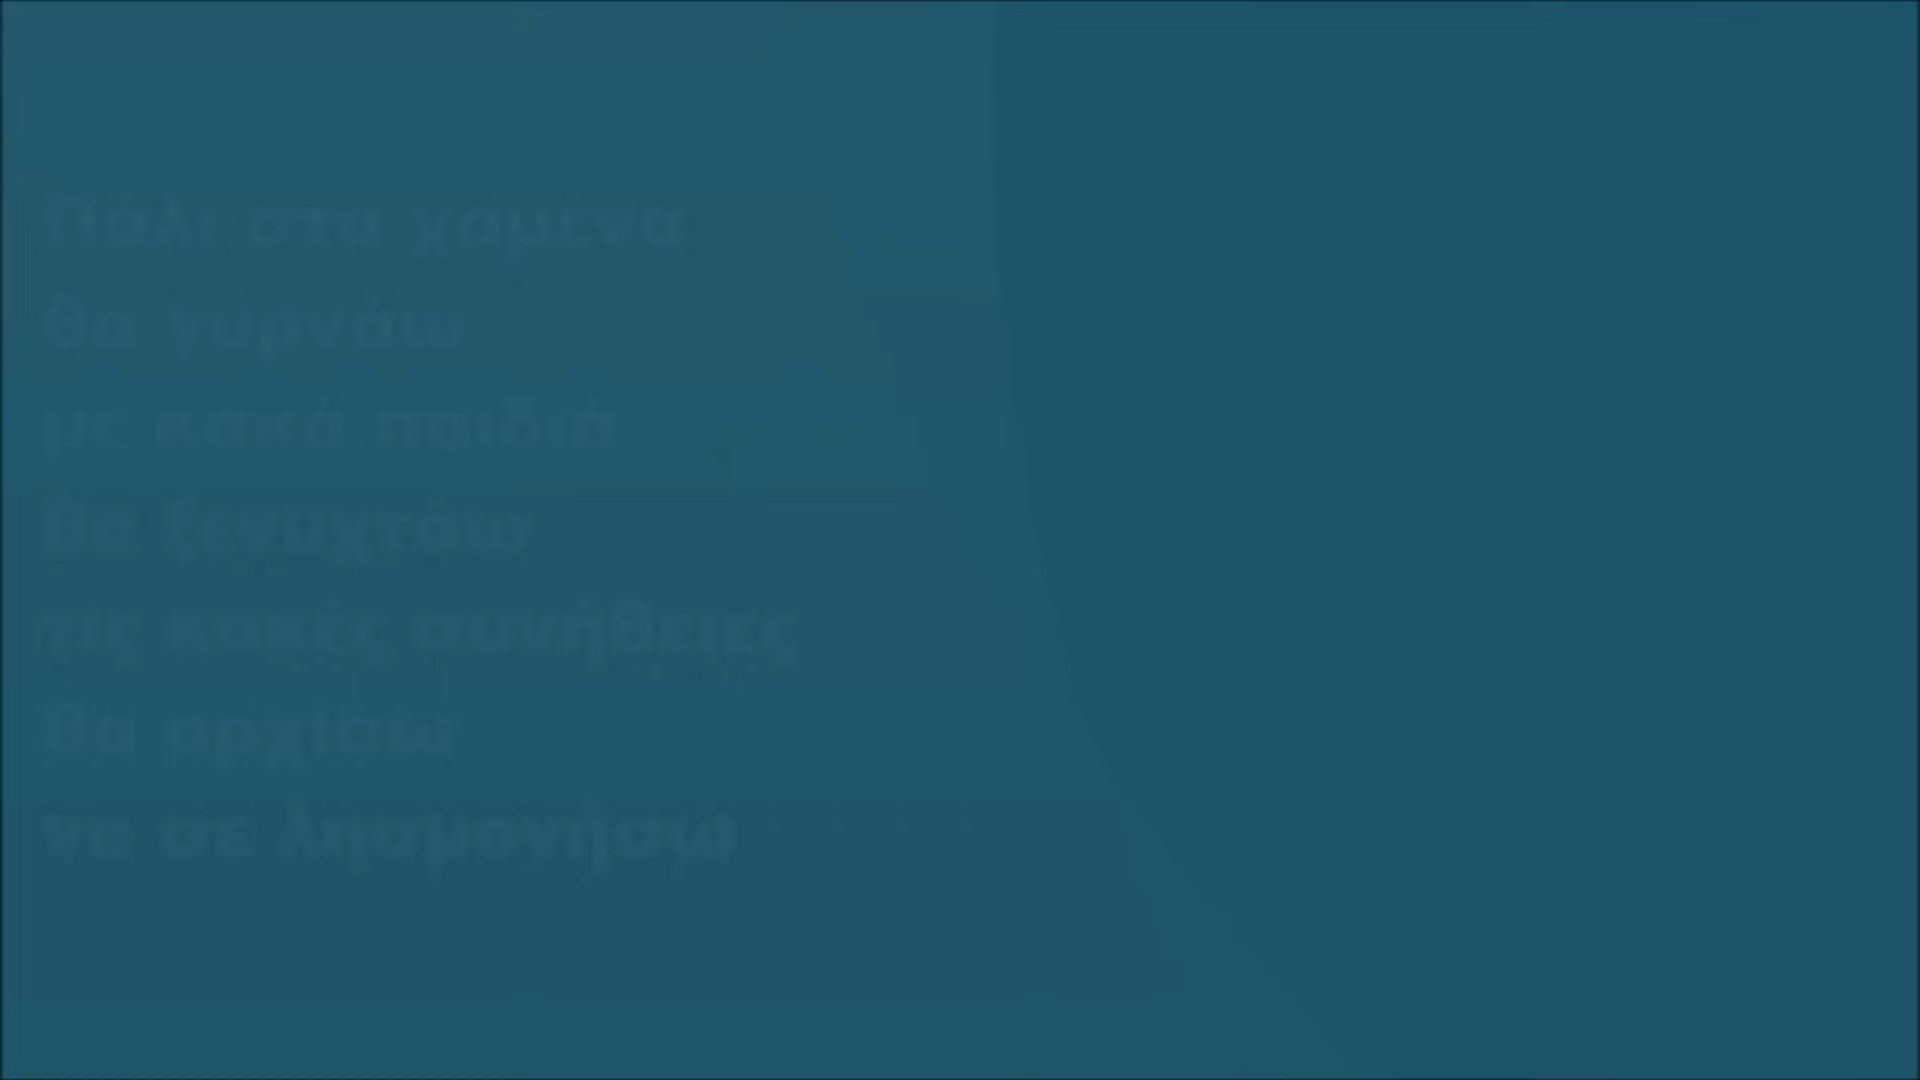 Πάλι στα χαμένα
θα γυρνάω
με κακά παιδιά
θα ξενυχτάω
τις κακές συνήθειες
θα αρχίσω
να σε λησμονήσω